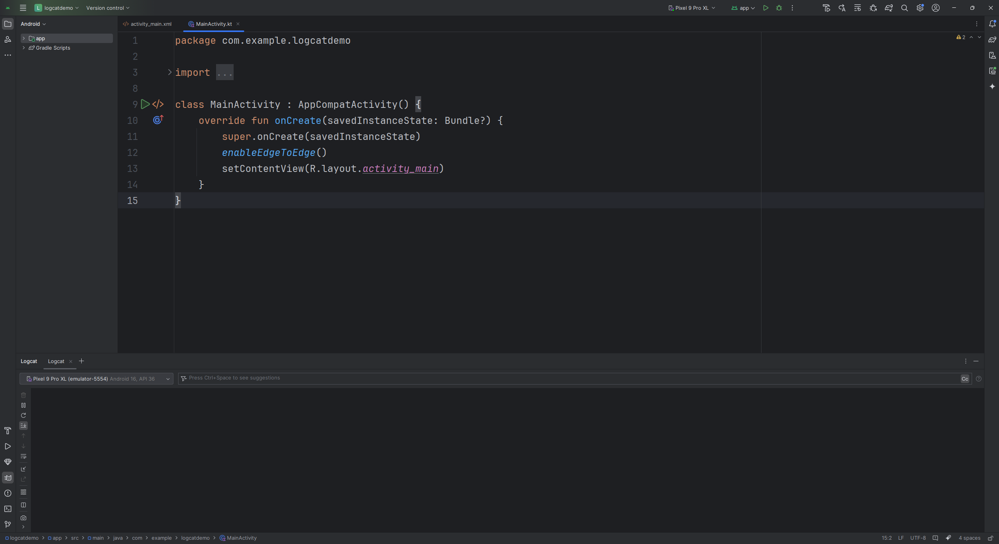 L logcatdemo Version control Pixel 9 Pro XL app
Android
app
Gradle Scripts
activity_main.xml MainActivity.kt
2
1 package com.example.logcatdemo
2
3 import ...
8
9 class MainActivity : AppCompatActivity() {
10 override fun onCreate(savedInstanceState: Bundle?) {
11 super.onCreate(savedInstanceState)
12 enableEdgeToEdge()
13 setContentView(R.layout.activity_main)
14 }
15 }
Logcat Logcat
Pixel 9 Pro XL (emulator-5554) Android 16, API 36 Press Ctrl+Space to see suggestions Cc
logcatdemo app src main java com example logcatdemo MainActivity 15:2 LF UTF-8 4 spaces